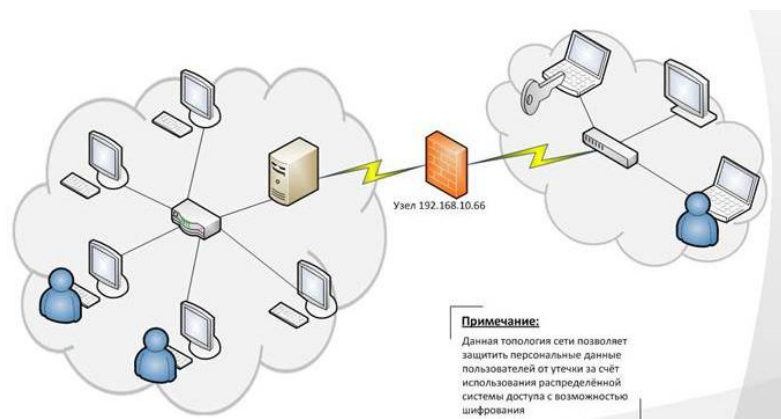 Узел 192.168.10.66
Примечание:
Данная топология сети позволяет
защитить персональные данные
пользователей от утечки за счёт
использования распределённой
системы доступа с возможностью
шифрования